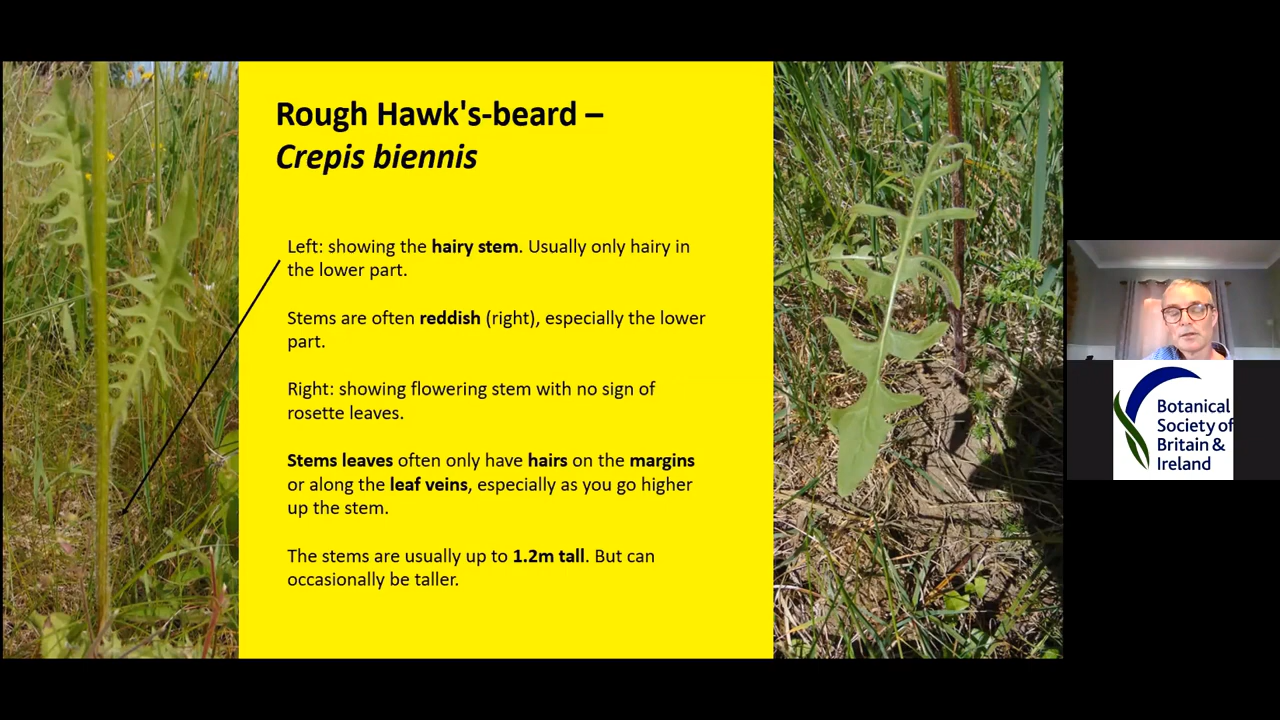 Rough Hawk's-beard –
Crepis biennis
Left: showing the hairy stem. Usually only hairy in
the lower part.
Stems are often reddish (right), especially the lower
part.
Right: showing flowering stem with no sign of
rosette leaves.
Stems leaves often only have hairs on the margins
or along the leaf veins, especially as you go higher
up the stem.
The stems are usually up to 1.2m tall. But can
occasionally be taller.
Botanical
Society of
Britain &
Ireland